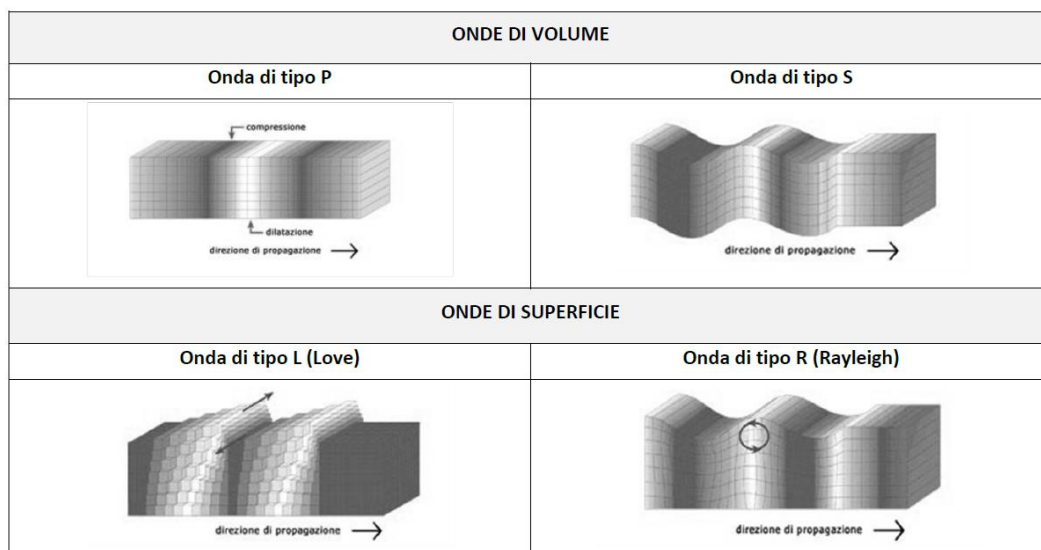 ONDE DI VOLUME
Onda di tipo P
Onda di tipo S
compressione
dilatazione
direzione di propagazione
direzione di propagazione
ONDE DI SUPERFICIE
Onda di tipo L (Love)
Onda di tipo R (Rayleigh)
direzione di propagazione
direzione di propagazione